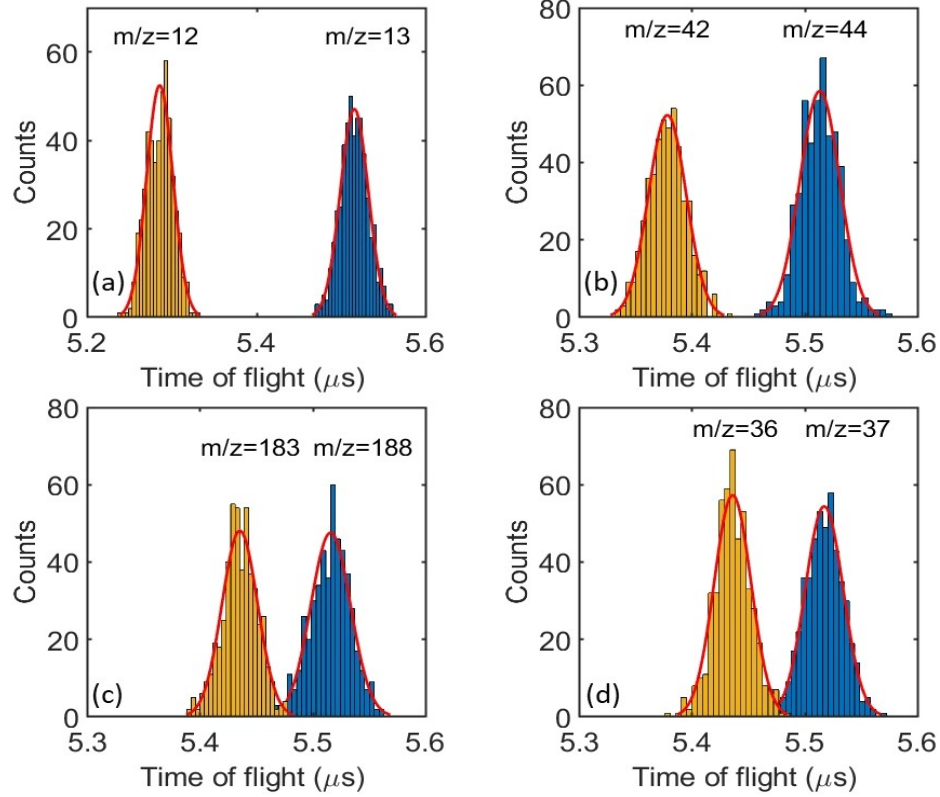 80
60
m/z=12 m/z=13
60
m/z=42 m/z=44
40
40
Counts
Counts
20
20
(a)
(b)
0
0
5.2 5.4 5.6
5.3 5.4 5.5 5.6
Time of flight (μs)
Time of flight (μs)
80
80
m/z=183 m/z=188
m/z=36 m/z=37
60
60
40
40
Counts
Counts
20
20
(c)
(d)
0
0
5.3 5.4 5.5 5.6
5.3 5.4 5.5 5.6
Time of flight (μs)
Time of flight (μs)